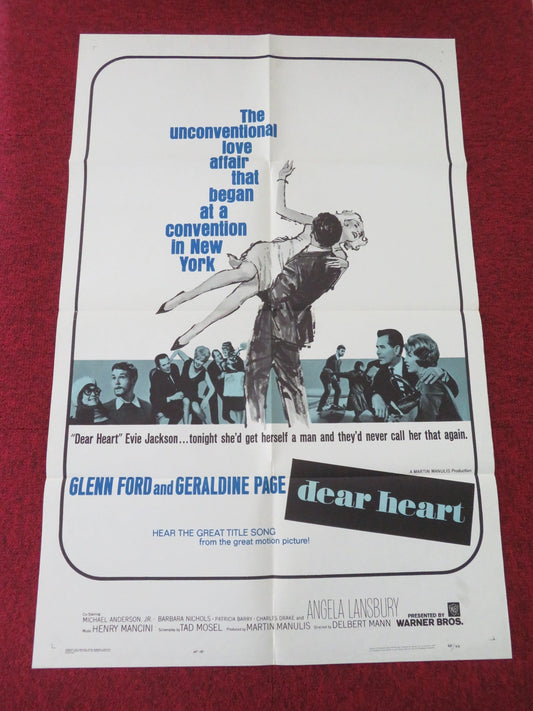 The
unconventional
love
affair
that
began
at a
convention
in New
York
"Dear Heart" Evie Jackson...tonight she'd get herself a man and they'd never call her that again.
A MARTIN MANULIS Production
GLENN FORD and GERALDINE PAGE
dear heart
HEAR THE GREAT TITLE SONG
from the great motion picture!
Co-Starring
MICHAEL ANDERSON, JR. · BARBARA NICHOLS · PATRICIA BARRY · CHARLES DRAKE and ANGELA LANSBURY
Music HENRY MANCINI Screenplay by TAD MOSEL Produced by MARTIN MANULIS Directed by DELBERT MANN
PRESENTED BY
WARNER BROS.